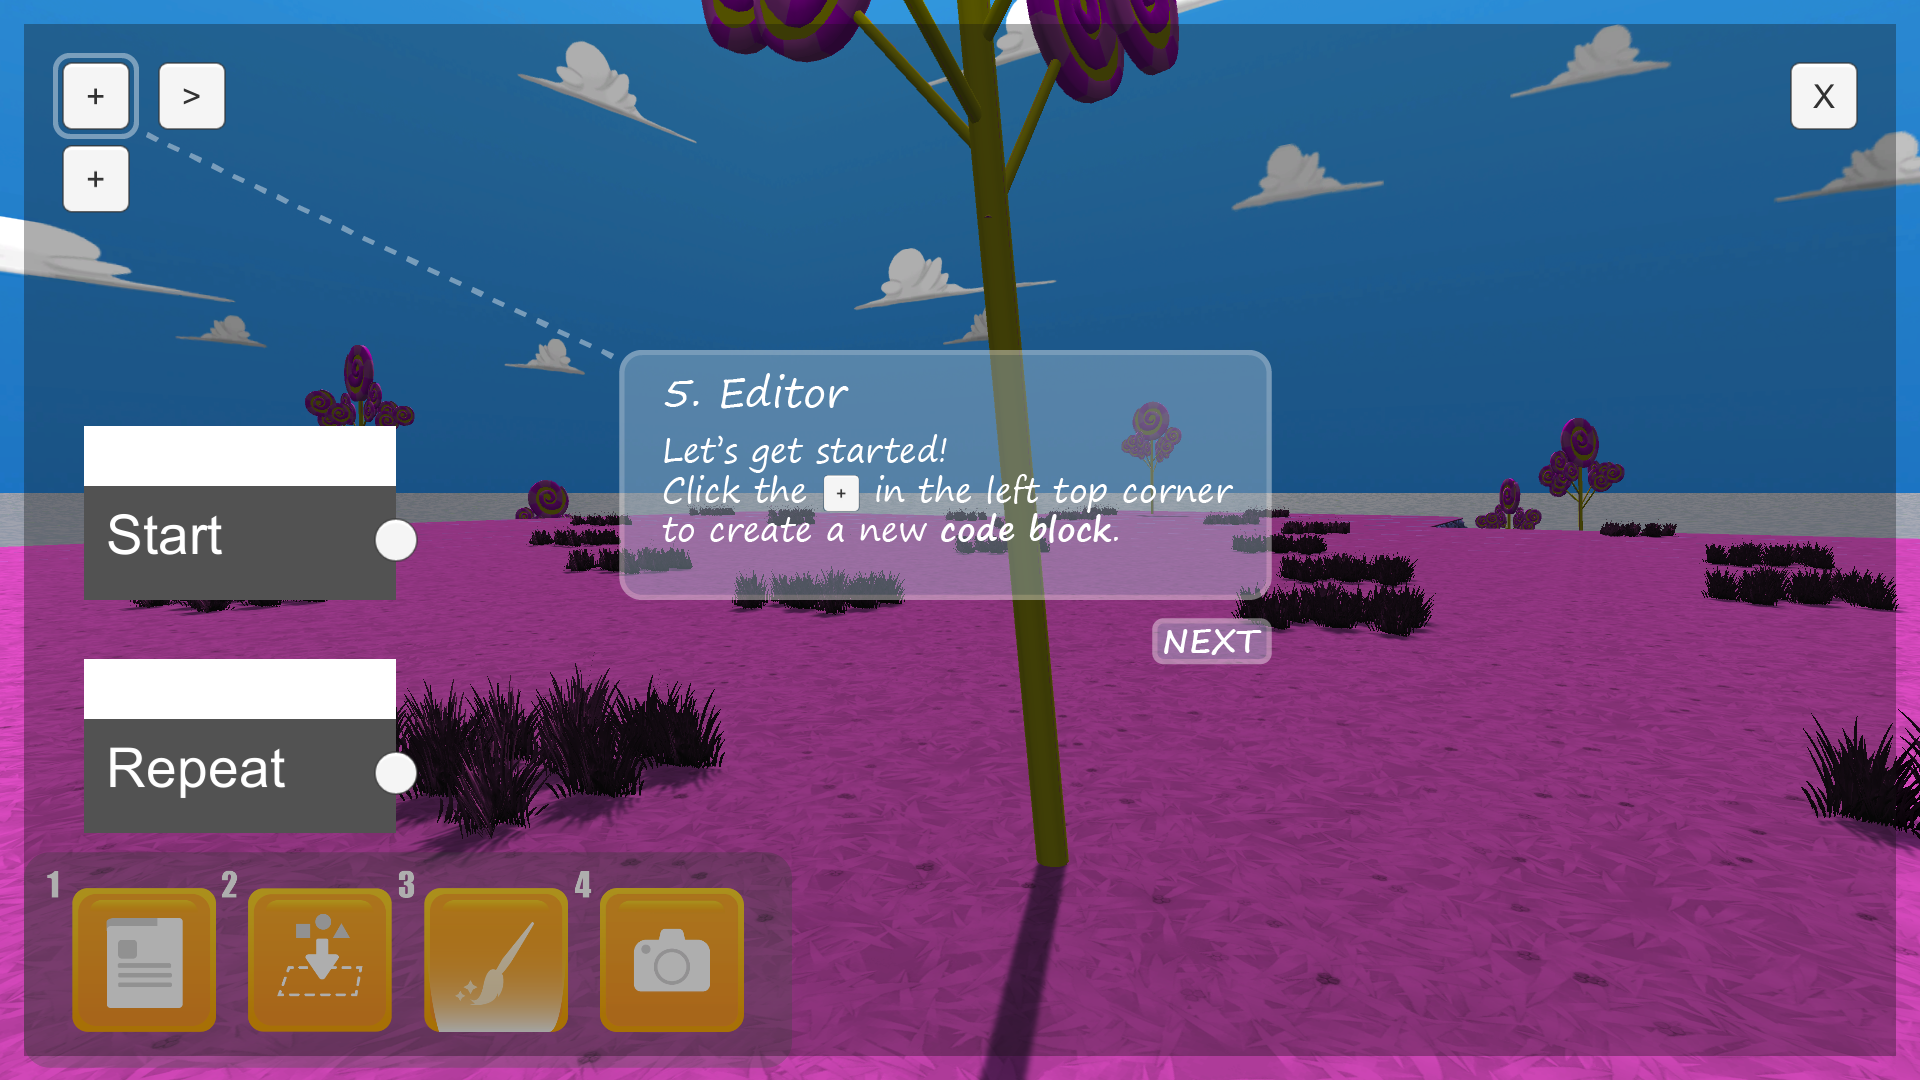 + > X
+
5. Editor
Let's get started!
Click the + in the left top corner
to create a new code block.
Start
NEXT
Repeat
1 2 3 4